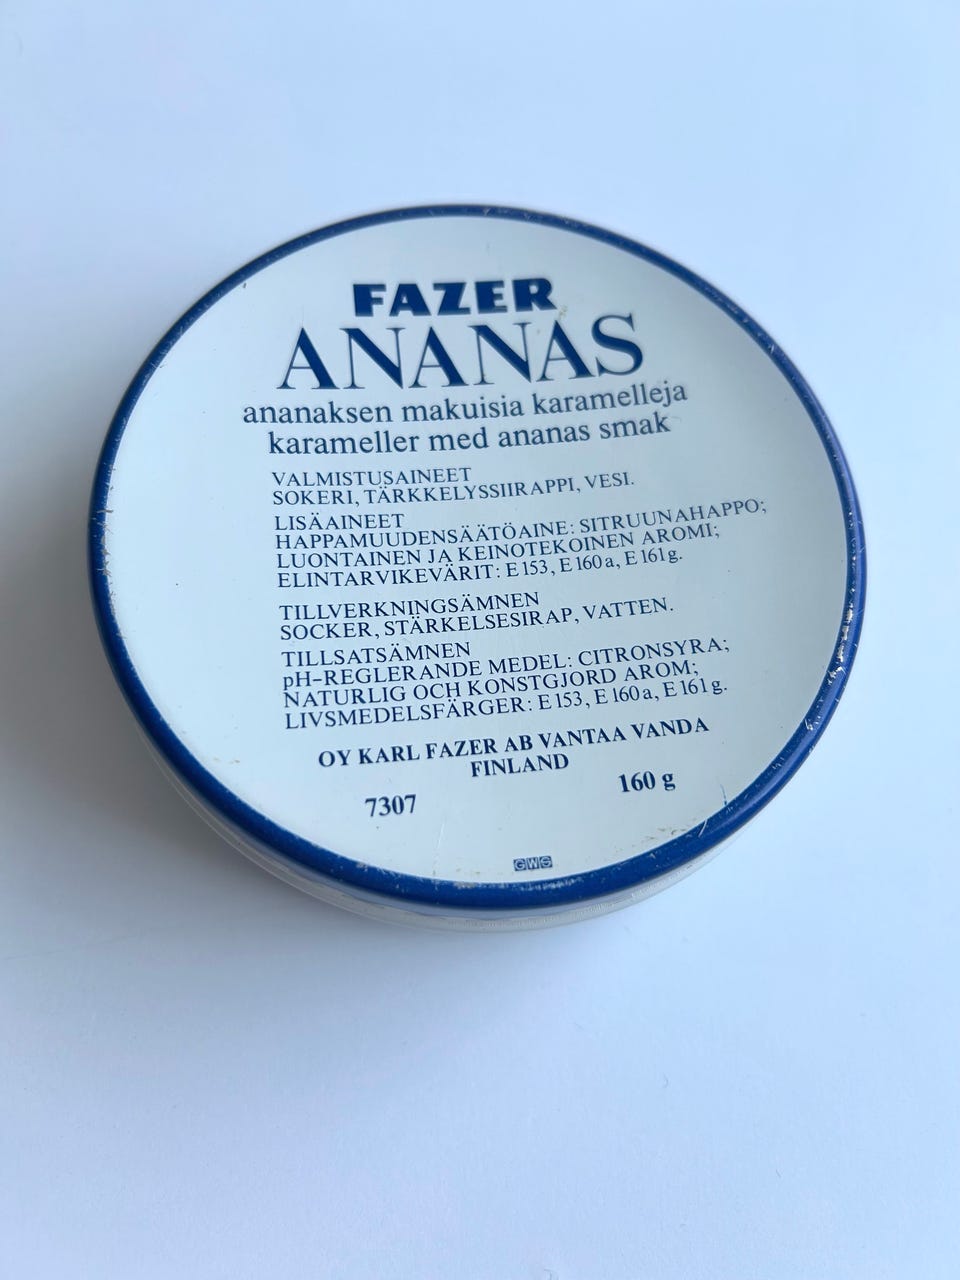 FAZER
ANANAS
ananaksen makuisia karamelleja
karameller med ananas smak
VALMISTUSAINEET
SOKERI, TÄRKKELYSSIIRAPPI, VESI.
LISÄAINEET
HAPPAMUUDENSÄÄTÖAINE: SITRUUNAHAPPO;
LUONTAINEN JA KEINOTEKOINEN AROMI;
ELINTARVIKEVÄRIT: E 153, E 160 a, E 161 g.
TILLVERKNINGSÄMNEN
SOCKER, STÄRKELSESIRAP, VATTEN.
TILLSATSÄMNEN
pH-REGLERANDE MEDEL: CITRONSYRA;
NATURLIG OCH KONSTGJORD AROM;
LIVSMEDELSFÄRGER: E 153, E 160 a, E 161 g.
OY KARL FAZER AB VANTAA VANDA
FINLAND
7307 160 g
GWS